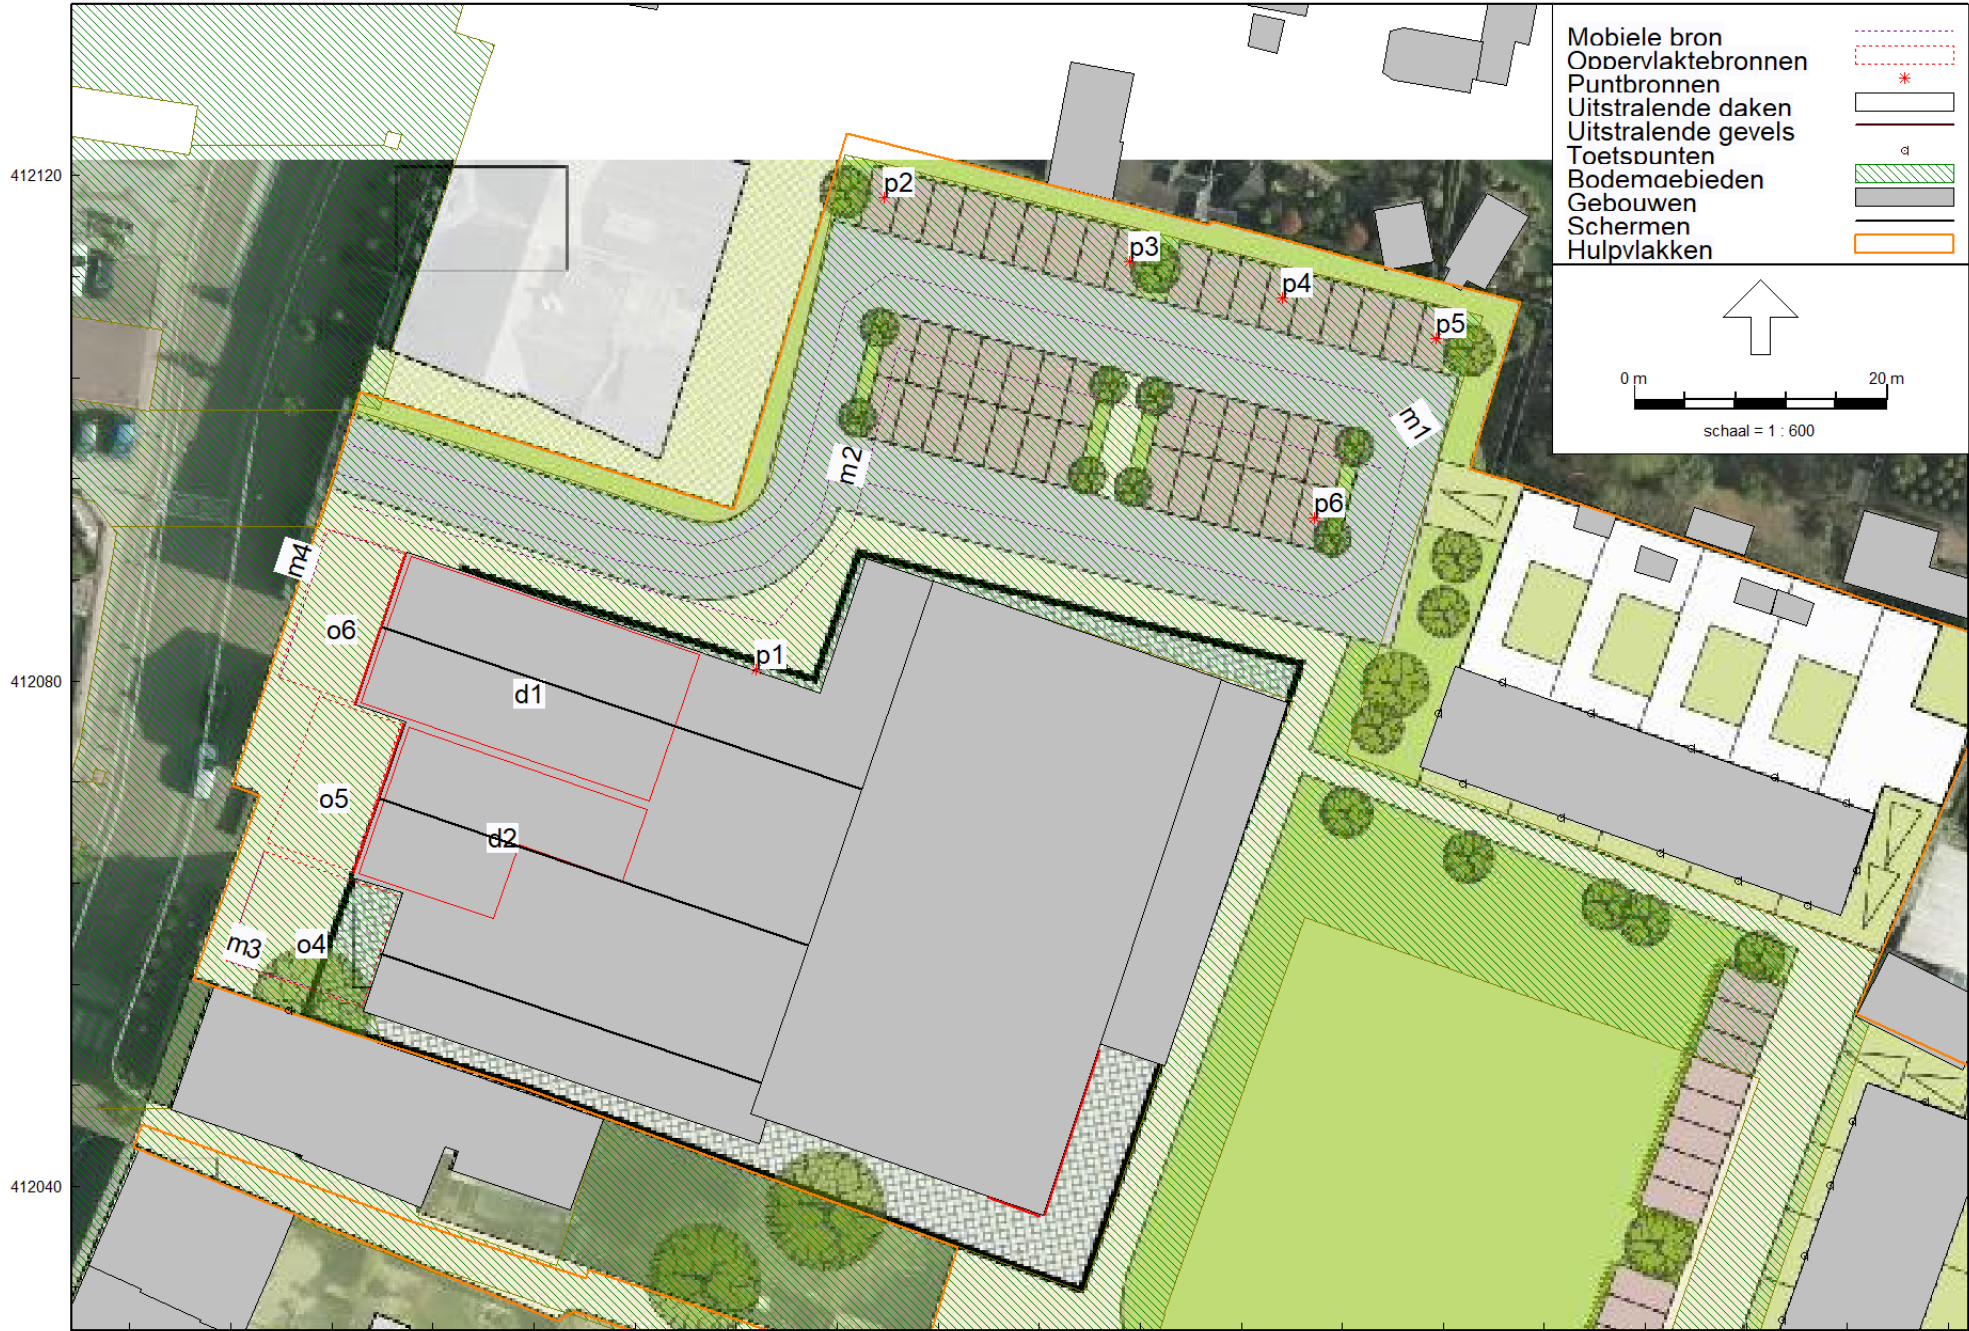 Mobiele bron
Oppervlaktebronnen
Puntbronnen
Uitstralende daken
Uitstralende gevels
Toetspunten
Bodemgebieden
Gebouwen
Schermen
Hulpvlakken
0 m
20 m
schaal = 1 : 600
412120
412080
412040
p2
p3
p4
p5
m1
m2
p6
m4
o6
p1
d1
o5
d2
m3
o4